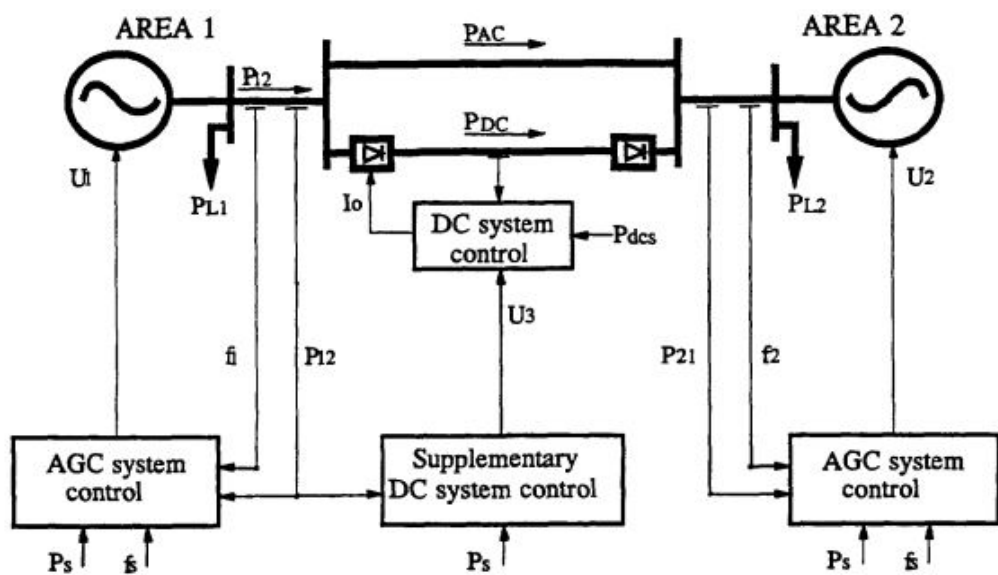 AREA 1
PAC
AREA 2
P12
PDC
U1
PL1
Io
DC system
control
Pdcs
PL2
U2
U3
f1
P12
P21
f2
AGC system
control
Supplementary
DC system control
AGC system
control
Ps
fs
Ps
Ps
fs